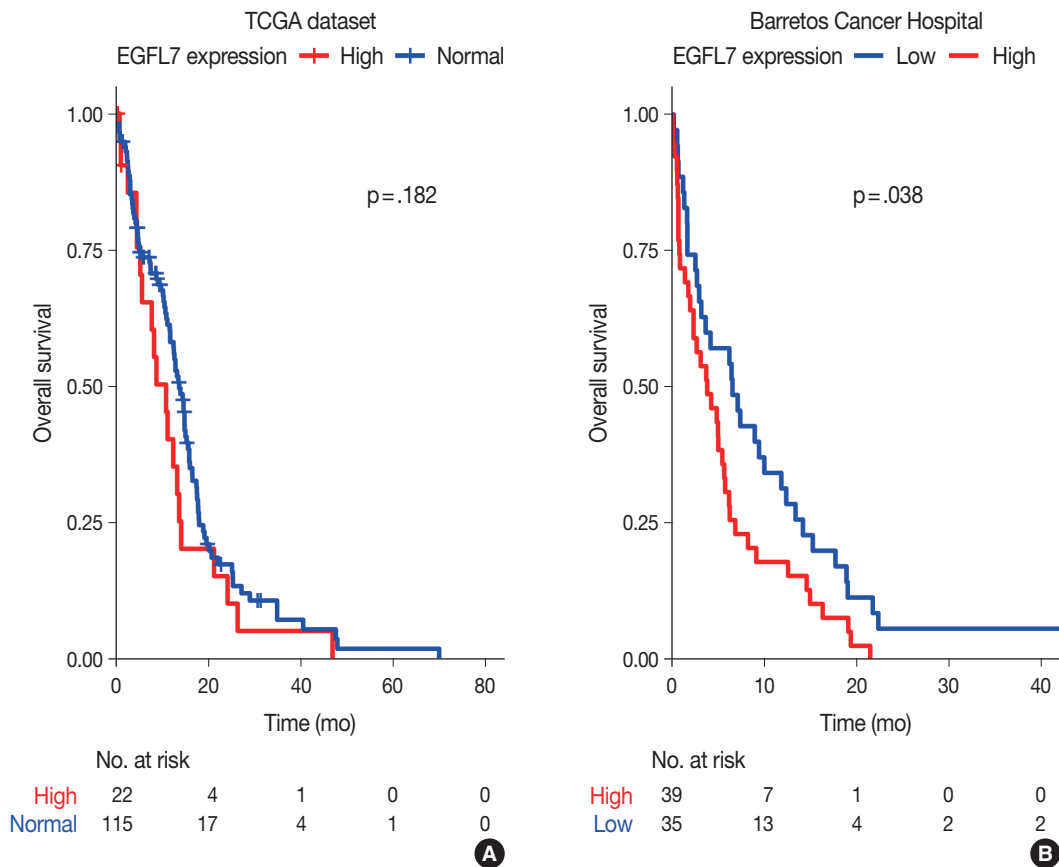 TCGA dataset
EGFL7 expression High Normal
1.00
0.75
0.50
0.25
0.00
Overall survival
p=.182
0 20 40 60 80
Time (mo)
No. at risk
High 22 4 1 0 0
Normal 115 17 4 1 0
A
Barretos Cancer Hospital
EGFL7 expression Low High
1.00
0.75
0.50
0.25
0.00
Overall survival
p=.038
0 10 20 30 40
Time (mo)
No. at risk
High 39 7 1 0 0
Low 35 13 4 2 2
B